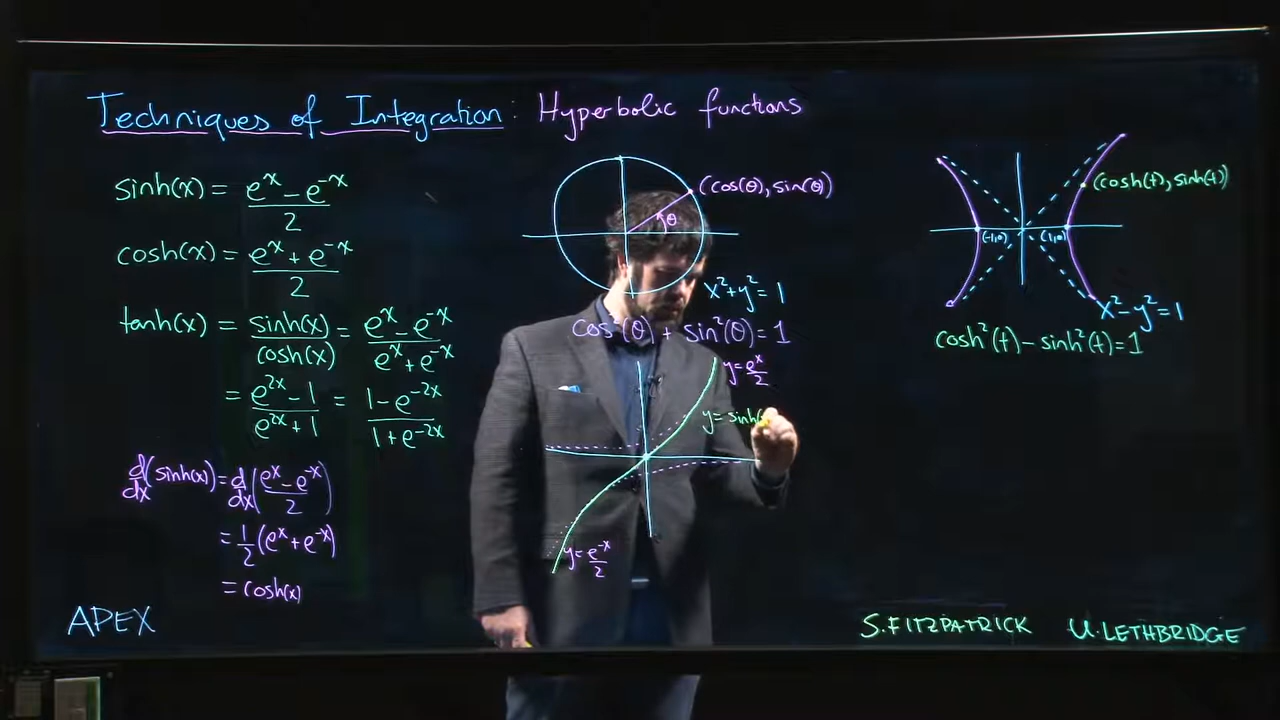 Techniques of Integration: Hyperbolic functions
sinh(x) = (e^x - e^-x)/2
cosh(x) = (e^x + e^-x)/2
tanh(x) = sinh(x)/cosh(x) = (e^x - e^-x)/(e^x + e^-x)
= (e^2x - 1)/(e^2x + 1) = (1 - e^-2x)/(1 + e^-2x)
d/dx(sinh(x)) = d/dx((e^x - e^-x)/2)
= 1/2(e^x + e^-x)
= cosh(x)
APEX
(cos(θ), sin(θ))
θ
x² + y² = 1
cos²(θ) + sin²(θ) = 1
y = e^x/2
y = sinh(
y = e^-x/2
(cosh(t), sinh(t))
(-1,0) (1,0)
x² - y² = 1
cosh²(t) - sinh²(t) = 1
S. FITZPATRICK U. LETHBRIDGE